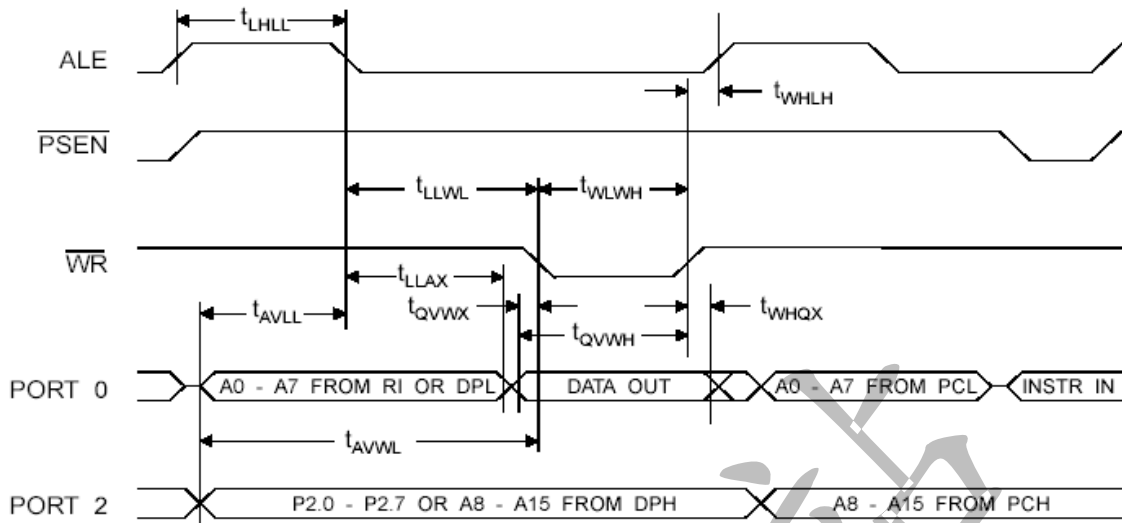 tLHLL
ALE
tWHLH
PSEN
tLLWL
tWLWH
WR
tLLAX
tAVLL
tQVWX
tWHQX
tQVWH
PORT 0
A0 - A7 FROM RI OR DPL
DATA OUT
A0 - A7 FROM PCL
INSTR IN
tAVWL
PORT 2
P2.0 - P2.7 OR A8 - A15 FROM DPH
A8 - A15 FROM PCH